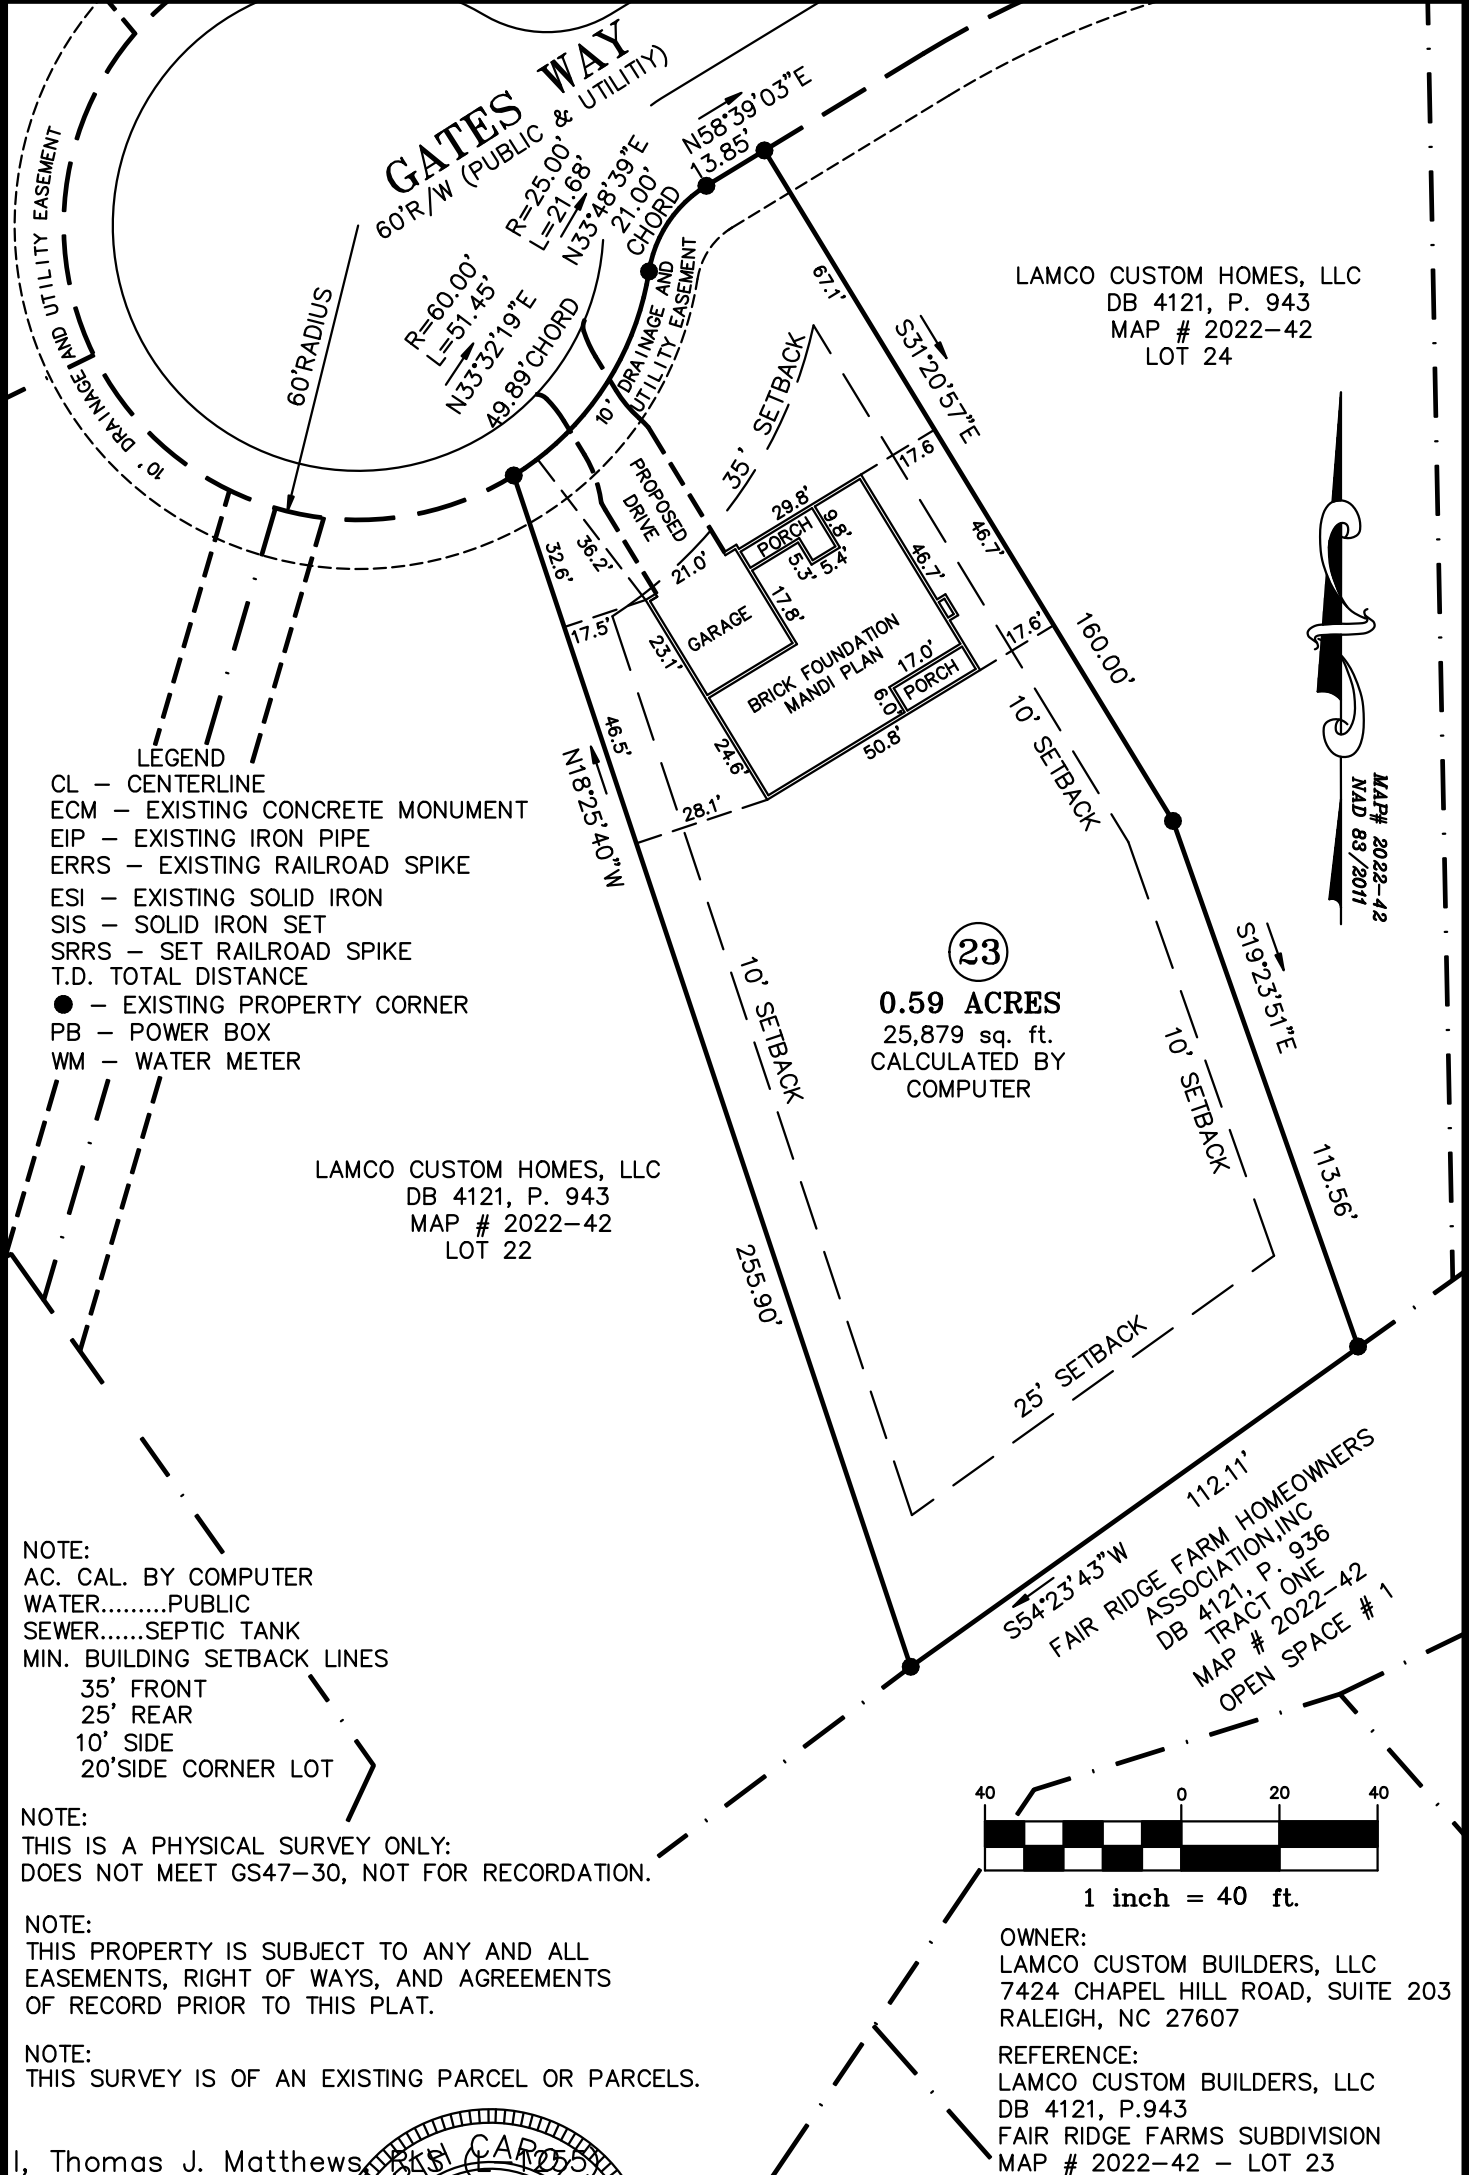 GATES WAY
60'R/W (PUBLIC & UTILITIY)
N58°39'03"E
13.85'
R=25.00'
L=21.68'
N33°48'39"E
21.00'
CHORD
R=60.00'
L=51.45'
N33°32'19"E
49.89'CHORD
60'RADIUS
10' DRAINAGE AND UTILITY EASEMENT
10' DRAINAGE AND
UTILITY EASEMENT
LAMCO CUSTOM HOMES, LLC
DB 4121, P. 943
MAP # 2022-42
LOT 24
67.1'
S31°20'57"E
35' SETBACK
17.6
46.7'
160.00'
17.6'
PROPOSED
DRIVE
32.6'
36.2'
21.0'
17.5'
29.8'
PORCH
9.8'
5.3'
5.4'
46.7'
17.8'
GARAGE
23.1'
BRICK FOUNDATION
MANDI PLAN
17.0'
PORCH
6.0'
50.8'
24.6'
28.1'
46.5'
N18°25'40"W
10' SETBACK
MAP# 2022-42
NAD 83/2011
LEGEND
CL - CENTERLINE
ECM - EXISTING CONCRETE MONUMENT
EIP - EXISTING IRON PIPE
ERRS - EXISTING RAILROAD SPIKE
ESI - EXISTING SOLID IRON
SIS - SOLID IRON SET
SRRS - SET RAILROAD SPIKE
T.D. TOTAL DISTANCE
● - EXISTING PROPERTY CORNER
PB - POWER BOX
WM - WATER METER
23
0.59 ACRES
25,879 sq. ft.
CALCULATED BY
COMPUTER
10' SETBACK
10' SETBACK
S19°23'51"E
113.56'
LAMCO CUSTOM HOMES, LLC
DB 4121, P. 943
MAP # 2022-42
LOT 22
255.90'
25' SETBACK
112.11'
S54°23'43"W
FAIR RIDGE FARM HOMEOWNERS
ASSOCIATION,INC
DB 4121, P. 936
TRACT ONE
MAP # 2022-42
OPEN SPACE # 1
NOTE:
AC. CAL. BY COMPUTER
WATER.........PUBLIC
SEWER......SEPTIC TANK
MIN. BUILDING SETBACK LINES
35' FRONT
25' REAR
10' SIDE
20'SIDE CORNER LOT
NOTE:
THIS IS A PHYSICAL SURVEY ONLY:
DOES NOT MEET GS47-30, NOT FOR RECORDATION.
NOTE:
THIS PROPERTY IS SUBJECT TO ANY AND ALL
EASEMENTS, RIGHT OF WAYS, AND AGREEMENTS
OF RECORD PRIOR TO THIS PLAT.
NOTE:
THIS SURVEY IS OF AN EXISTING PARCEL OR PARCELS.
40 0 20 40
1 inch = 40 ft.
OWNER:
LAMCO CUSTOM BUILDERS, LLC
7424 CHAPEL HILL ROAD, SUITE 203
RALEIGH, NC 27607
REFERENCE:
LAMCO CUSTOM BUILDERS, LLC
DB 4121, P.943
FAIR RIDGE FARMS SUBDIVISION
MAP # 2022-42 - LOT 23
I, Thomas J. Matthews,